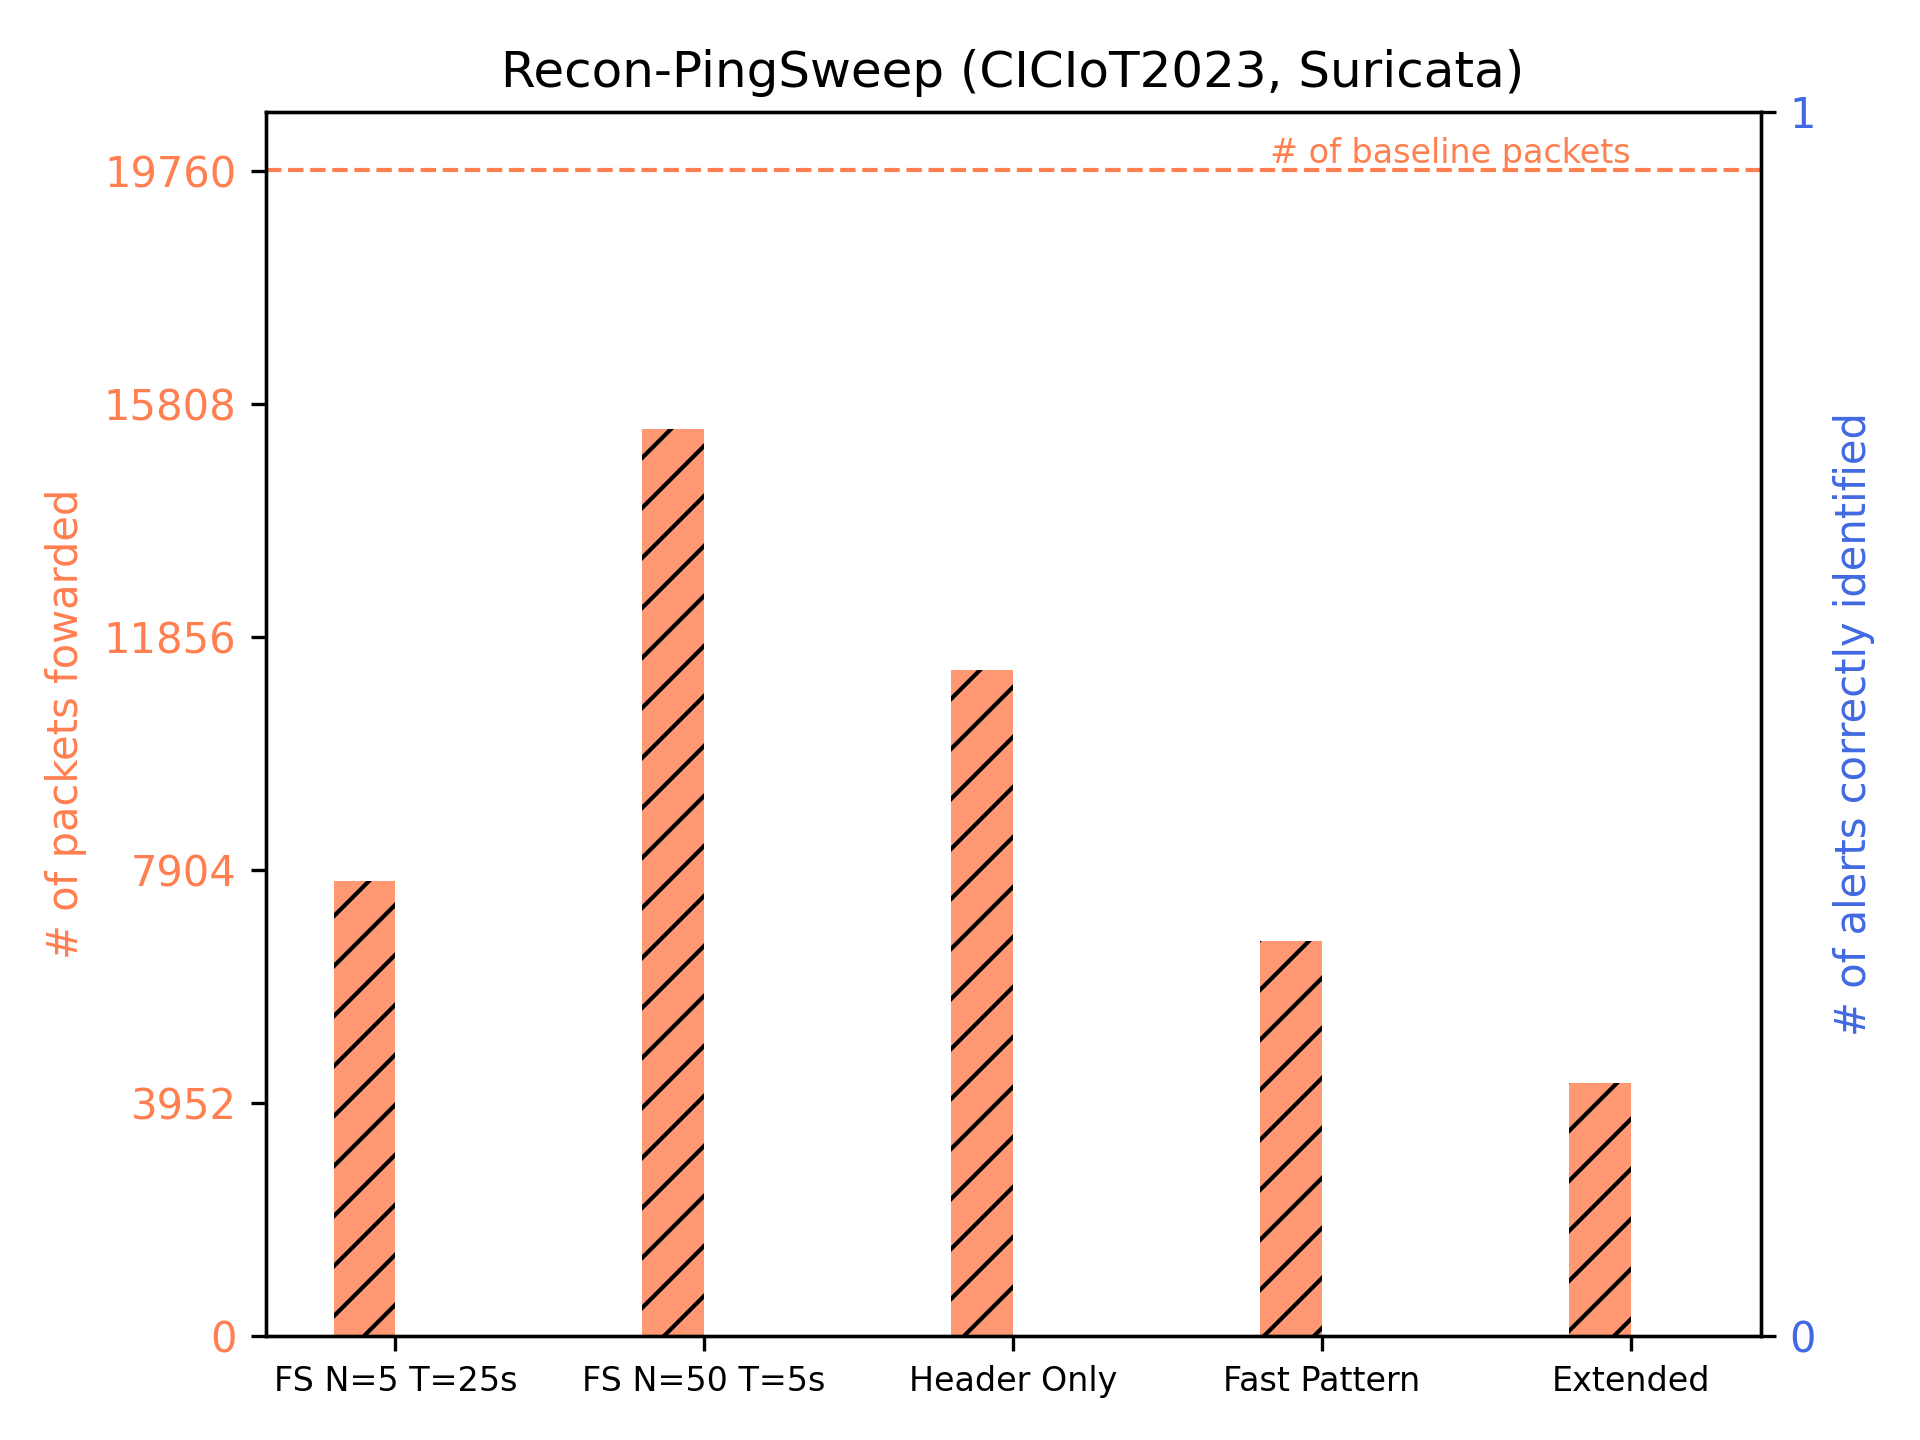 Recon-PingSweep (CICIoT2023, Suricata)
# of baseline packets
19760
15808
11856
7904
3952
0
# of packets fowarded
1
0
# of alerts correctly identified
FS N=5 T=25s
FS N=50 T=5s
Header Only
Fast Pattern
Extended